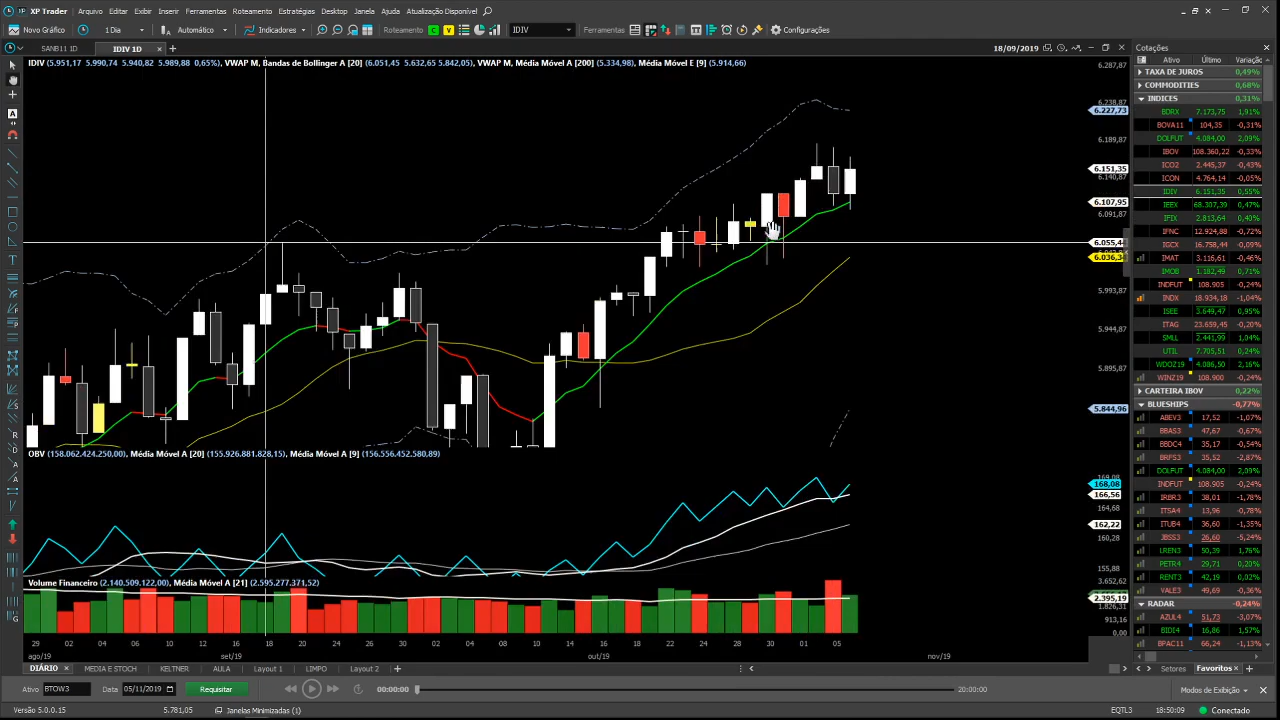 XP Trader Arquivo Editar Exibir Inserir Ferramentas Roteamento Estratégias Desktop Janela Ajuda Atualização Disponível
Novo Gráfico 1 Dia Automático Indicadores Roteamento C V IDIV Ferramentas Configurações
SANB11 1D IDIV 1D 18/09/2019 Cotações
IDIV (5.951,17 5.990,74 5.940,82 5.989,88 0,65%), VWAP M, Bandas de Bollinger A [20] (6.051,45 5.632,65 5.842,05), VWAP M, Média Móvel A [200] (5.334,98), Média Móvel E [9] (5.914,66)
6.287,87
6.238,87
6.227,73
6.189,87
6.151,35
6.140,87
6.107,95
6.091,87
6.055,44
6.036,34
5.993,87
5.944,87
5.895,87
5.844,96
OBV (158.062.424.250,00), Média Móvel A [20] (155.926.881.828,15), Média Móvel A [9] (156.556.452.580,89)
169,08
168,08
166,56
164,68
162,22
160,28
155,88
Volume Financeiro (2.140.509.122,00), Média Móvel A [21] (2.595.277.371,52)
3.652,62
2.395,19
1.826,31
913,16
0,00
29 02 04 06 10 12 16 18 20 24 26 30 02 04 08 10 14 16 18 22 24 28 30 01 05
ago/19 set/19 out/19 nov/19
DIÁRIO MEDIA E STOCH KELTNER AULA Layout 1 LIMPO Layout 2
Ativo Último Variação
TAXA DE JUROS 0,49%
COMMODITIES 0,68%
INDICES 0,31%
BDRX 7.173,75 1,91%
BOVA11 104,35 -0,31%
DOLFUT 4.084,00 2,09%
IBOV 108.360,22 -0,33%
ICO2 2.445,37 -0,43%
ICON 4.764,14 -0,05%
IDIV 6.151,35 0,55%
IEEX 68.307,39 0,47%
IFIX 2.813,64 0,40%
IFNC 12.924,88 -0,72%
IGCX 16.758,44 -0,09%
IMAT 3.116,61 -0,46%
IMOB 1.182,49 0,71%
INDFUT 108.905 -0,24%
INDX 18.934,18 -1,04%
ISEE 3.649,47 0,95%
ITAG 23.659,45 -0,20%
SMLL 2.441,99 1,04%
UTIL 7.705,51 0,24%
WDOZ19 4.086,50 2,16%
WINZ19 108.900 -0,24%
CARTEIRA IBOV 0,22%
BLUESHIPS -0,77%
ABEV3 17,52 -1,07%
BBAS3 47,67 -0,67%
BBDC4 35,17 -0,54%
BRFS3 35,52 -2,87%
DOLFUT 4.084,00 2,09%
INDFUT 108.905 -0,24%
IRBR3 38,01 -1,78%
ITSA4 13,96 -0,78%
ITUB4 36,60 -1,35%
JBSS3 26,60 -5,24%
LREN3 50,39 1,76%
PETR4 29,71 0,20%
RENT3 42,19 0,02%
VALE3 49,69 -0,36%
RADAR -0,24%
AZUL4 51,73 -3,07%
BIDI4 16,86 1,57%
BPAC11 66,24 -1,13%
Setores Favoritos
Ativo BTOW3 Data 05/11/2019 Requisitar 00:00:00 20:00:00 Modos de Exibição
Versão 5.0.0.15 5.781,05 Janelas Minimizadas (1) EQTL3 18:50:09 Conectado